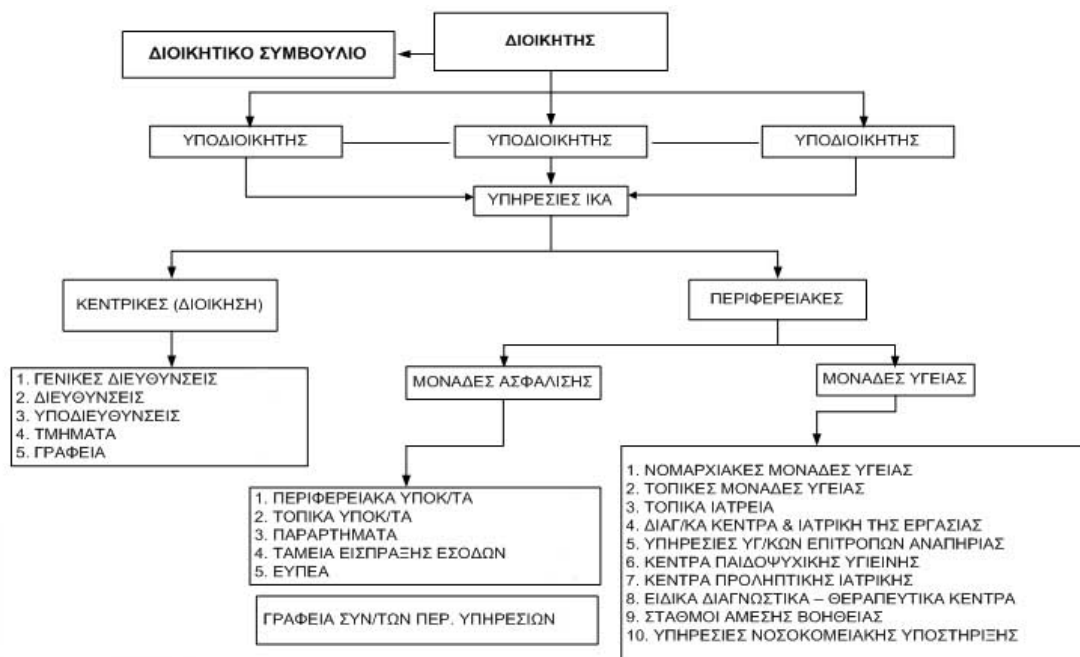 ΔΙΟΙΚΗΤΗΣ
ΔΙΟΙΚΗΤΙΚΟ ΣΥΜΒΟΥΛΙΟ
ΥΠΟΔΙΟΙΚΗΤΗΣ
ΥΠΟΔΙΟΙΚΗΤΗΣ
ΥΠΟΔΙΟΙΚΗΤΗΣ
ΥΠΗΡΕΣΙΕΣ ΙΚΑ
ΚΕΝΤΡΙΚΕΣ (ΔΙΟΙΚΗΣΗ)
ΠΕΡΙΦΕΡΕΙΑΚΕΣ
1. ΓΕΝΙΚΕΣ ΔΙΕΥΘΥΝΣΕΙΣ
2. ΔΙΕΥΘΥΝΣΕΙΣ
3. ΥΠΟΔΙΕΥΘΥΝΣΕΙΣ
4. ΤΜΗΜΑΤΑ
5. ΓΡΑΦΕΙΑ
ΜΟΝΑΔΕΣ ΑΣΦΑΛΙΣΗΣ
ΜΟΝΑΔΕΣ ΥΓΕΙΑΣ
1. ΠΕΡΙΦΕΡΕΙΑΚΑ ΥΠΟΚ/ΤΑ
2. ΤΟΠΙΚΑ ΥΠΟΚ/ΤΑ
3. ΠΑΡΑΡΤΗΜΑΤΑ
4. ΤΑΜΕΙΑ ΕΙΣΠΡΑΞΗΣ ΕΣΟΔΩΝ
5. ΕΥΠΕΑ
ΓΡΑΦΕΙΑ ΣΥΝ/ΤΩΝ ΠΕΡ. ΥΠΗΡΕΣΙΩΝ
1. ΝΟΜΑΡΧΙΑΚΕΣ ΜΟΝΑΔΕΣ ΥΓΕΙΑΣ
2. ΤΟΠΙΚΕΣ ΜΟΝΑΔΕΣ ΥΓΕΙΑΣ
3. ΤΟΠΙΚΑ ΙΑΤΡΕΙΑ
4. ΔΙΑΓ/ΚΑ ΚΕΝΤΡΑ & ΙΑΤΡΙΚΗ ΤΗΣ ΕΡΓΑΣΙΑΣ
5. ΥΠΗΡΕΣΙΕΣ ΥΓ/ΚΩΝ ΕΠΙΤΡΟΠΩΝ ΑΝΑΠΗΡΙΑΣ
6. ΚΕΝΤΡΑ ΠΑΙΔΟΨΥΧΙΚΗΣ ΥΓΙΕΙΝΗΣ
7. ΚΕΝΤΡΑ ΠΡΟΛΗΠΤΙΚΗΣ ΙΑΤΡΙΚΗΣ
8. ΕΙΔΙΚΑ ΔΙΑΓΝΩΣΤΙΚΑ – ΘΕΡΑΠΕΥΤΙΚΑ ΚΕΝΤΡΑ
9. ΣΤΑΘΜΟΙ ΑΜΕΣΗΣ ΒΟΗΘΕΙΑΣ
10. ΥΠΗΡΕΣΙΕΣ ΝΟΣΟΚΟΜΕΙΑΚΗΣ ΥΠΟΣΤΗΡΙΞΗΣ